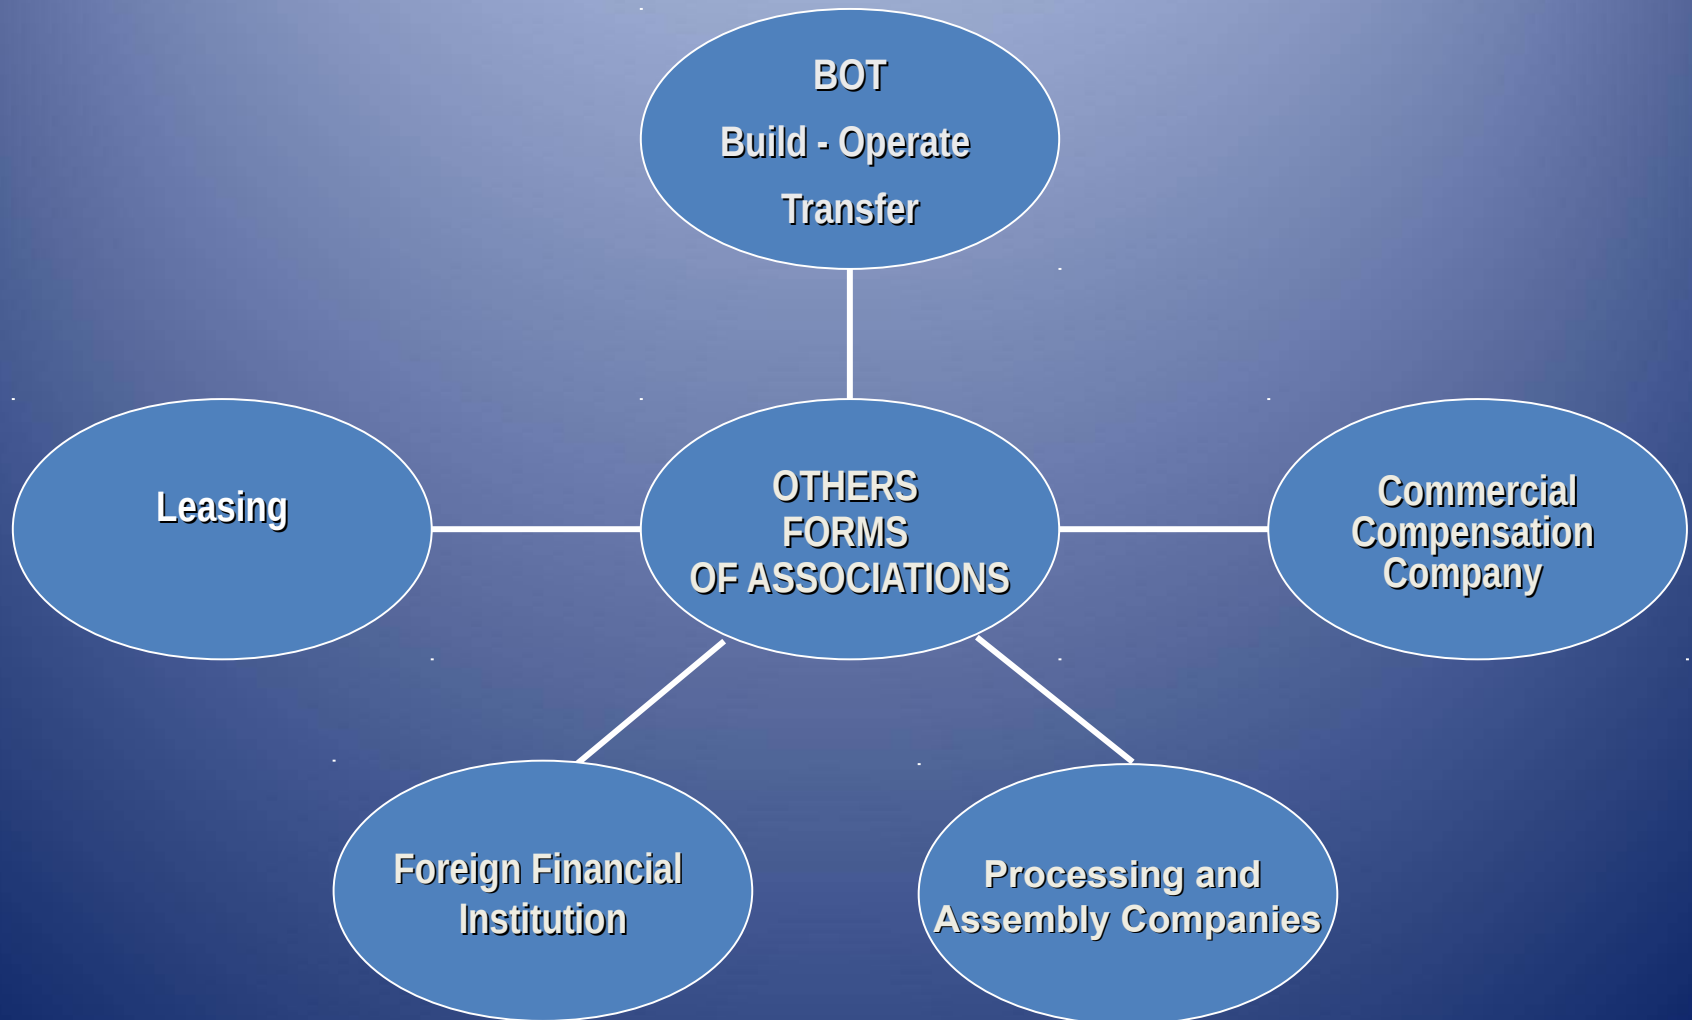 BOT
Build - Operate
Transfer
Leasing
OTHERS
FORMS
OF ASSOCIATIONS
Commercial
Compensation
Company
Foreign Financial
Institution
Processing and
Assembly Companies